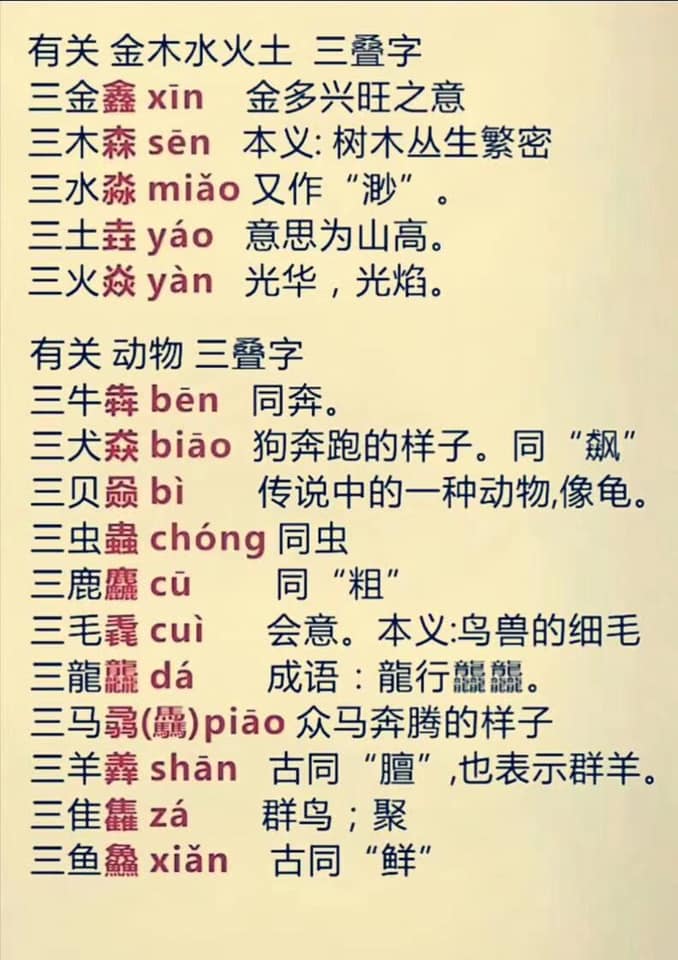 有关 金木水火土 三叠字
三金鑫 xīn 金多兴旺之意
三木森 sēn 本义: 树木丛生繁密
三水淼 miǎo 又作“渺”。
三土垚 yáo 意思为山高。
三火焱 yàn 光华，光焰。
有关 动物 三叠字
三牛犇 bēn 同奔。
三犬猋 biāo 狗奔跑的样子。同“飙”
三贝赑 bì 传说中的一种动物,像龟。
三虫蟲 chóng 同虫
三鹿麤 cū 同“粗”
三毛毳 cuì 会意。本义:鸟兽的细毛
三龍龘 dá 成语：龍行龘龘。
三马骉(驫)piāo 众马奔腾的样子
三羊羴 shān 古同“膻”,也表示群羊。
三隹雥 zá 群鸟；聚
三鱼鱻 xiǎn 古同“鲜”